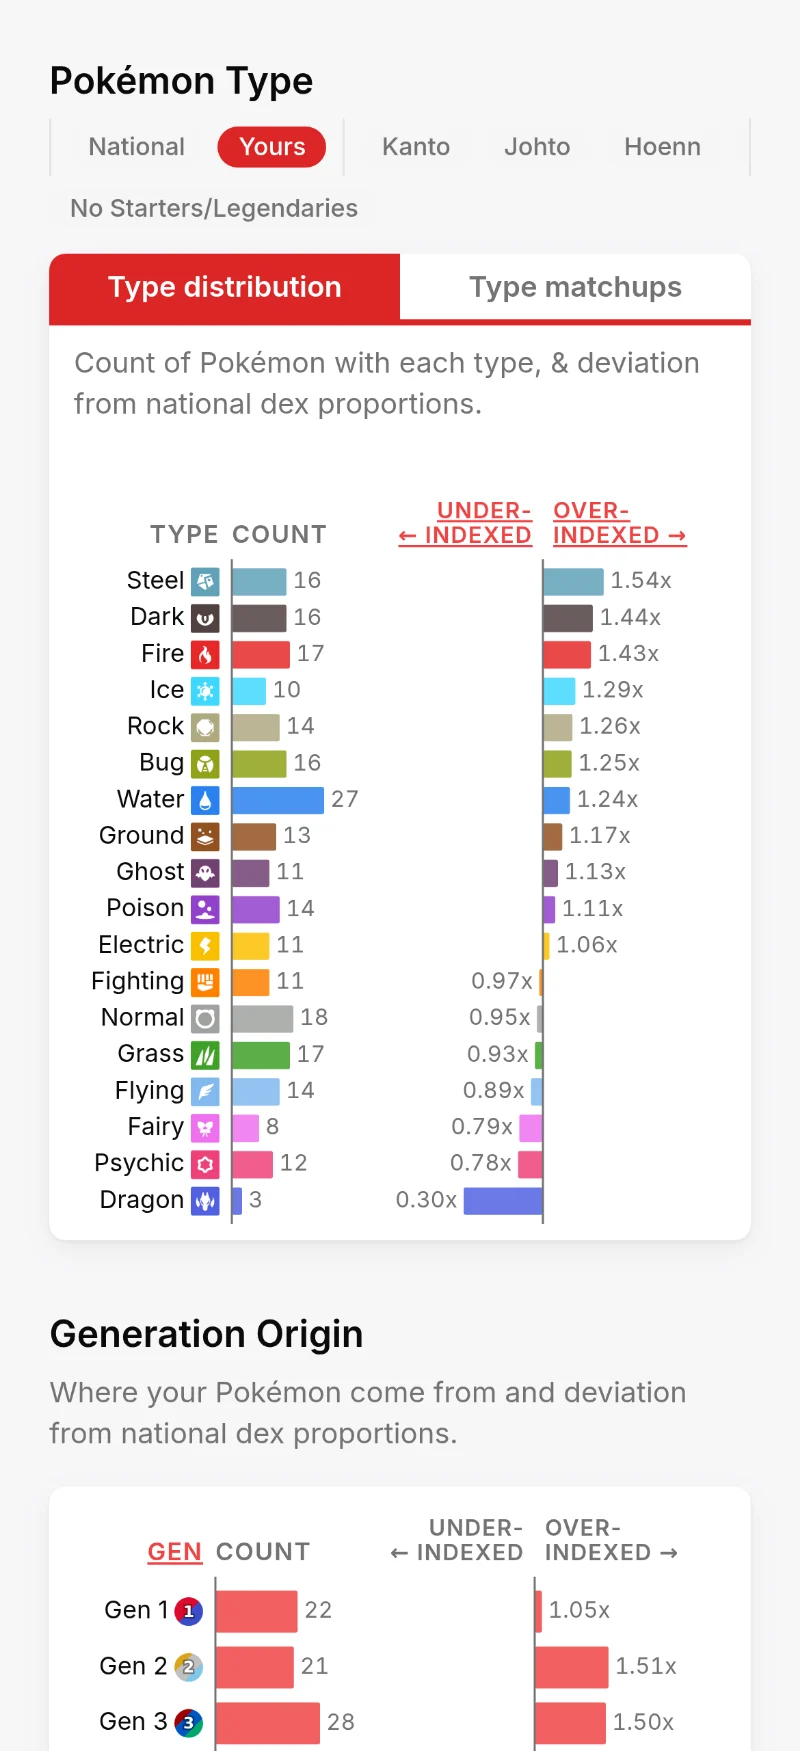 Pokémon Type
National Yours Kanto Johto Hoenn
No Starters/Legendaries
Type distribution Type matchups
Count of Pokémon with each type, & deviation
from national dex proportions.
UNDER- OVER-
TYPE COUNT ← INDEXED INDEXED →
Steel 16 1.54x
Dark 16 1.44x
Fire 17 1.43x
Ice 10 1.29x
Rock 14 1.26x
Bug 16 1.25x
Water 27 1.24x
Ground 13 1.17x
Ghost 11 1.13x
Poison 14 1.11x
Electric 11 1.06x
Fighting 11 0.97x
Normal 18 0.95x
Grass 17 0.93x
Flying 14 0.89x
Fairy 8 0.79x
Psychic 12 0.78x
Dragon 3 0.30x
Generation Origin
Where your Pokémon come from and deviation
from national dex proportions.
UNDER- OVER-
GEN COUNT ← INDEXED INDEXED →
Gen 1 1 22 1.05x
Gen 2 2 21 1.51x
Gen 3 3 28 1.50x